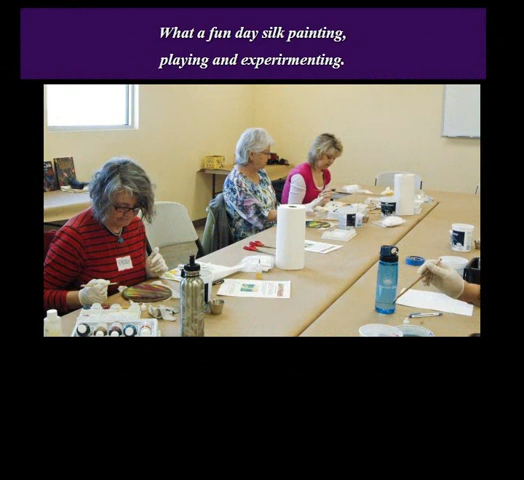 What a fun day silk painting,
playing and experirmenting.